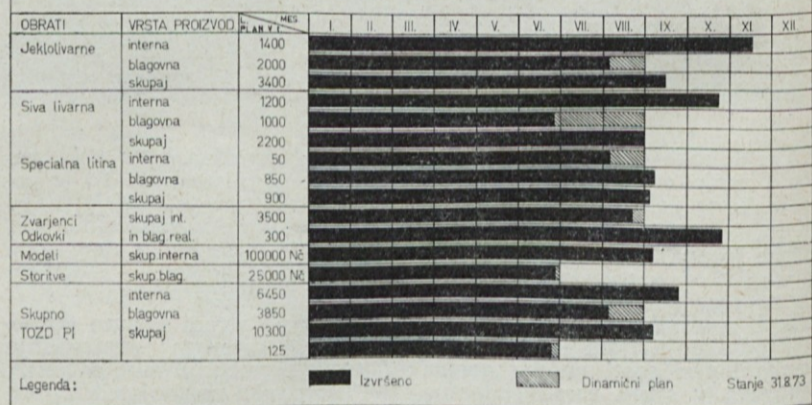 OBRATI VRSTA PROIZVOD. PLAN V t MES I. II. III. IV. V. VI. VII. VIII. IX. X. XI. XII.
Jeklolivarne interna 1400
blagovna 2000
skupaj 3400
Siva livarna interna 1200
blagovna 1000
skupaj 2200
Specialna litina interna 50
blagovna 850
skupaj 900
Zvarjenci skupaj int. 3500
Odkovki in blag. real. 300
Modeli skup. interna 100000 Nč
Storitve skup. blag. 25000 Nč
interna 6450
Skupno blagovna 3850
TOZD PI skupaj 10300
125
Legenda: Izvršeno Dinamični plan Stanje 31.8.73